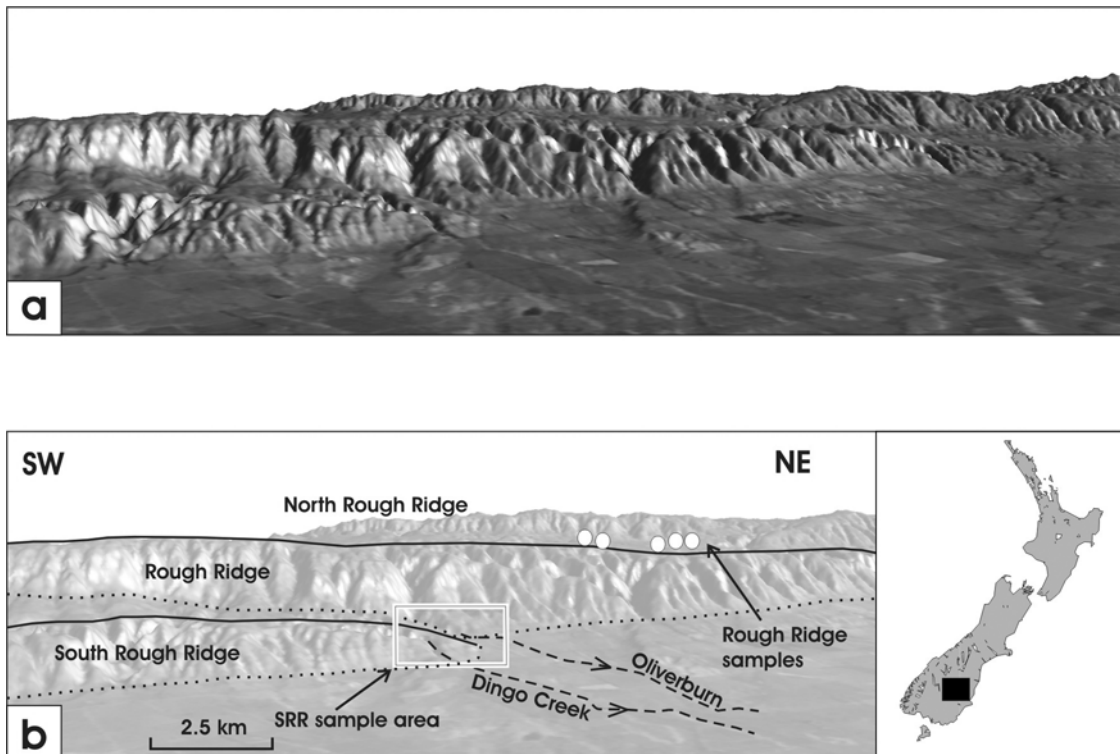 a
SW
NE
North Rough Ridge
Rough Ridge
South Rough Ridge
Rough Ridge
samples
Oliverburn
Dingo Creek
SRR sample area
2.5 km
b